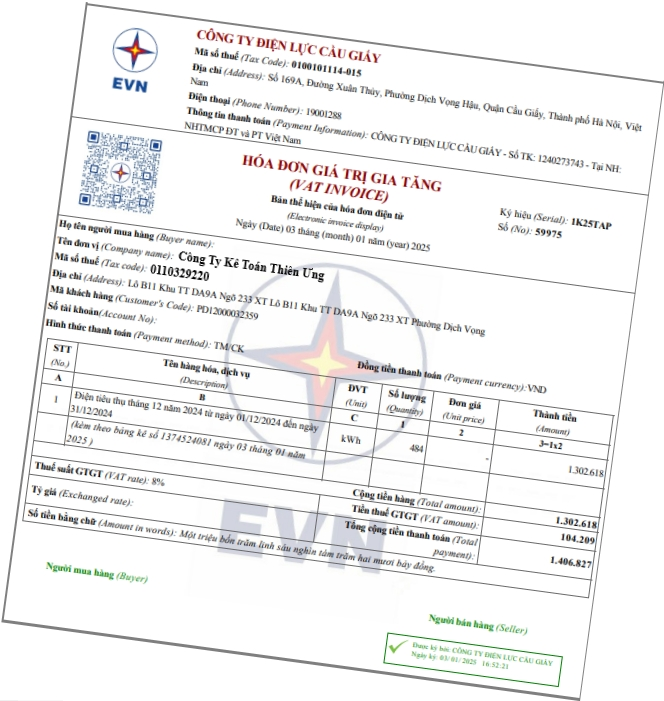 CÔNG TY ĐIỆN LỰC CẦU GIẤY
Mã số thuế (Tax Code): 0100101114-015
Địa chỉ (Address): Số 169A, Đường Xuân Thủy, Phường Dịch Vọng Hậu, Quận Cầu Giấy, Thành phố Hà Nội, Việt
Nam
Điện thoại (Phone Number): 19001288
Thông tin thanh toán (Payment Information): CÔNG TY ĐIỆN LỰC CẦU GIẤY - Số TK: 1240273743 - Tại NH:
NHTMCP ĐT và PT Việt Nam
EVN
HÓA ĐƠN GIÁ TRỊ GIA TĂNG
(VAT INVOICE)
Bản thể hiện của hóa đơn điện tử
(Electronic invoice display)
Ngày (Date) 03 tháng (month) 01 năm (year) 2025
Ký hiệu (Serial): 1K25TAP
Số (No): 59975
Họ tên người mua hàng (Buyer name):
Tên đơn vị (Company name): Công Ty Kế Toán Thiên Ưng
Mã số thuế (Tax code): 0110329220
Địa chỉ (Address): Lô B11 Khu TT DA9A Ngõ 233 XT Lô B11 Khu TT DA9A Ngõ 233 XT Phường Dịch Vọng
Mã khách hàng (Customer's Code): PD12000032359
Số tài khoản(Account No):
Hình thức thanh toán (Payment method): TM/CK
Đồng tiền thanh toán (Payment currency):VND
STT (No.) Tên hàng hóa, dịch vụ (Description) ĐVT (Unit) Số lượng (Quantity) Đơn giá (Unit price) Thành tiền (Amount)
A B C 1 2 3=1x2
1 Điện tiêu thụ tháng 12 năm 2024 từ ngày 01/12/2024 đến ngày
31/12/2024 kWh 484 - 1.302.618
(kèm theo bảng kê số 1374524081 ngày 03 tháng 01 năm
2025 )
Cộng tiền hàng (Total amount): 1.302.618
Thuế suất GTGT (VAT rate): 8% Tiền thuế GTGT (VAT amount): 104.209
Tỷ giá (Exchanged rate): Tổng cộng tiền thanh toán (Total
payment): 1.406.827
Số tiền bằng chữ (Amount in words): Một triệu bốn trăm linh sáu nghìn tám trăm hai mươi bảy đồng.
EVN
Người mua hàng (Buyer)
Người bán hàng (Seller)
Được ký bởi: CÔNG TY ĐIỆN LỰC CẦU GIẤY
Ngày ký: 03/01/2025 16:52:21